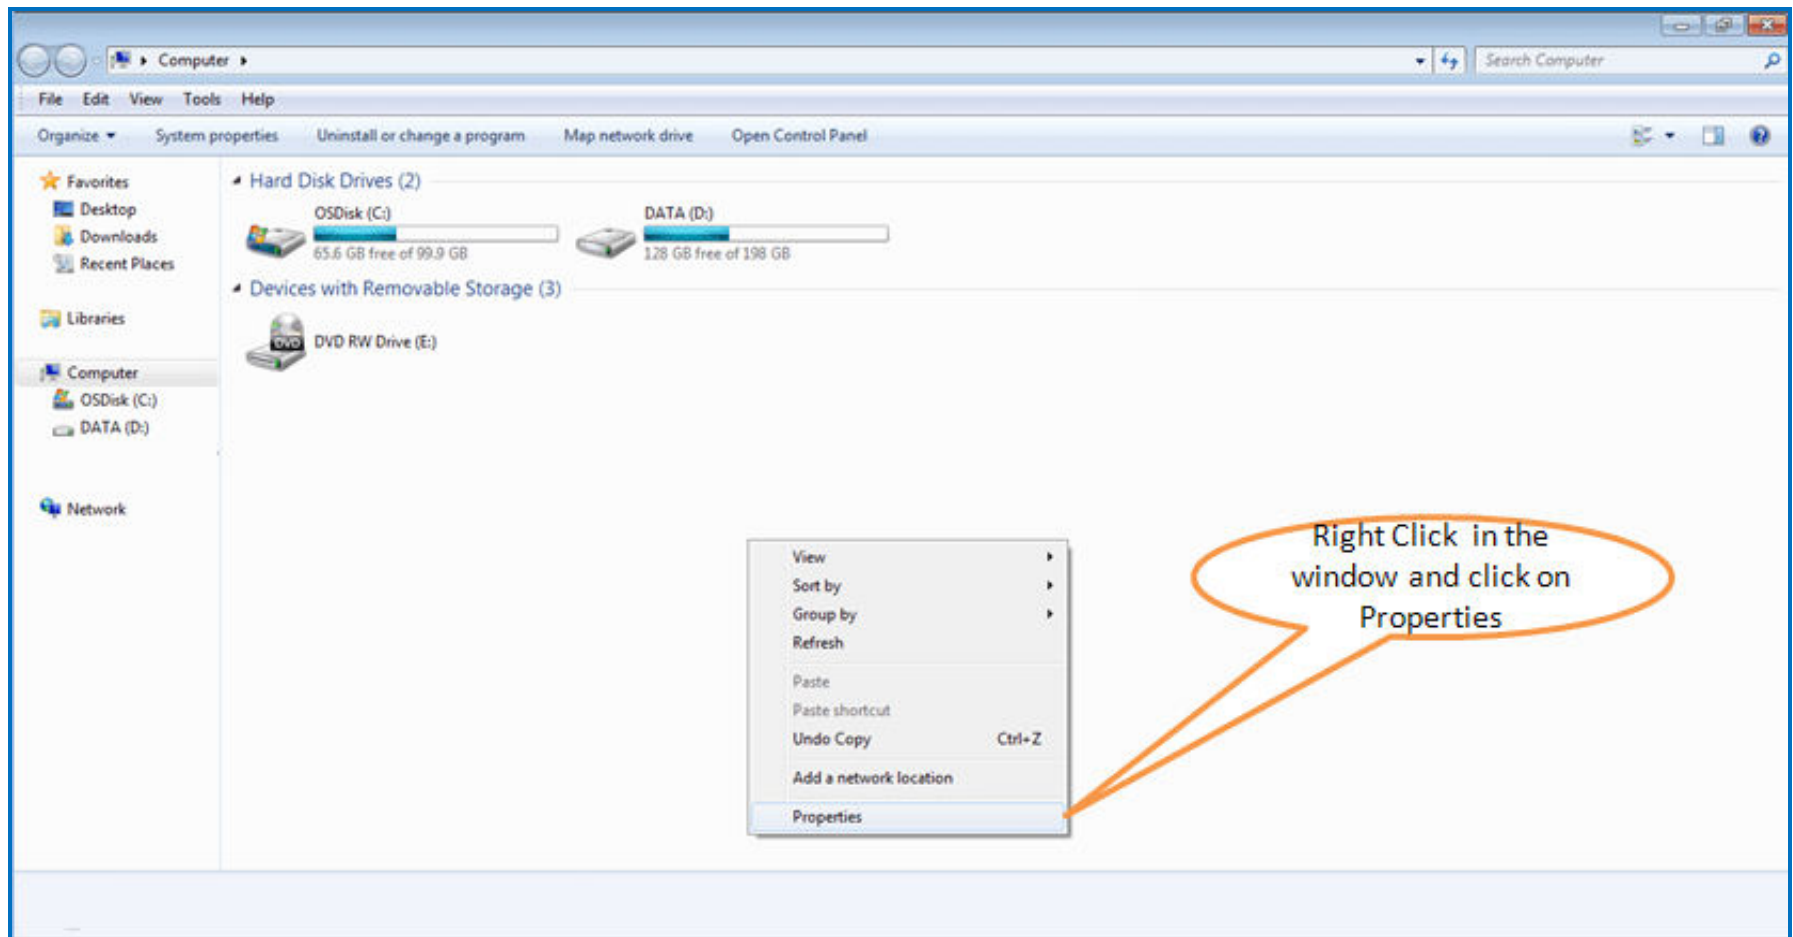 Computer
Search Computer
File Edit View Tools Help
Organize System properties Uninstall or change a program Map network drive Open Control Panel
Favorites
Desktop
Downloads
Recent Places
Libraries
Computer
OSDisk (C:)
DATA (D:)
Network
Hard Disk Drives (2)
OSDisk (C:)
65.6 GB free of 99.9 GB
DATA (D:)
128 GB free of 198 GB
Devices with Removable Storage (3)
DVD
DVD RW Drive (E:)
View
Sort by
Group by
Refresh
Paste
Paste shortcut
Undo Copy Ctrl+Z
Add a network location
Properties
Right Click in the
window and click on
Properties